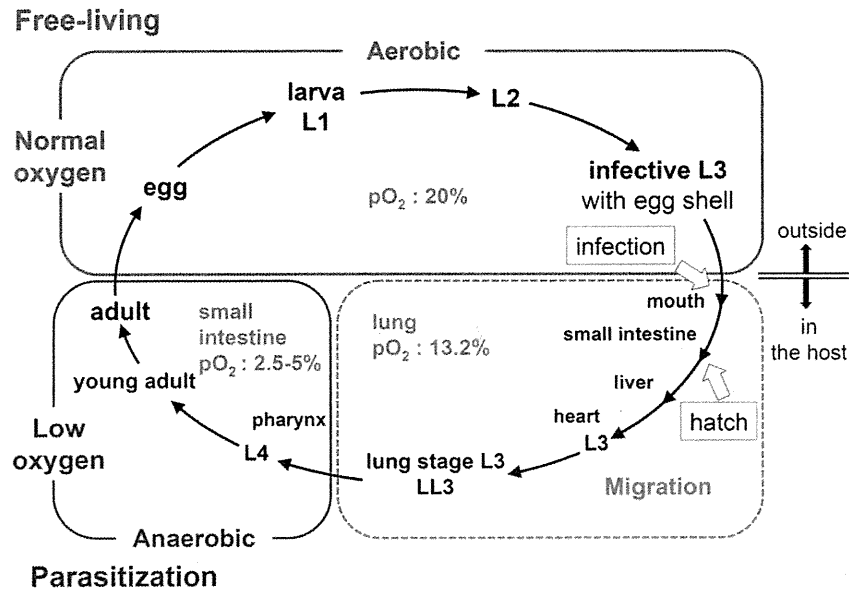 Free-living
Aerobic
larva
L1
L2
Normal
oxygen
egg
pO2 : 20%
infective L3
with egg shell
infection
outside
in
the host
mouth
small intestine
liver
hatch
heart
L3
lung
pO2 : 13.2%
lung stage L3
LL3
Migration
adult
small
intestine
pO2 : 2.5-5%
young adult
pharynx
L4
Low
oxygen
Anaerobic
Parasitization